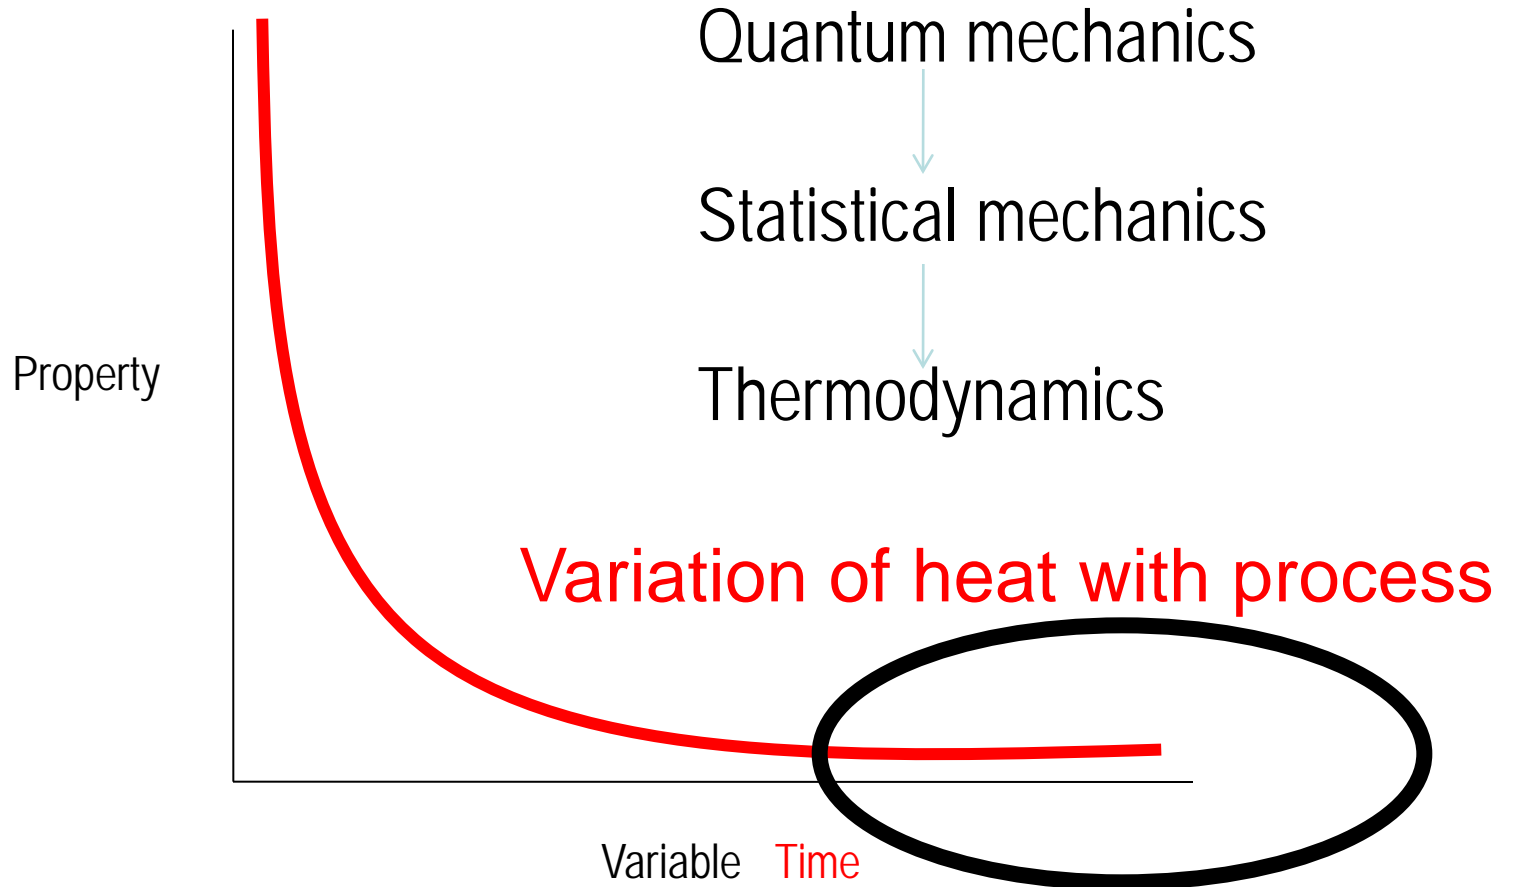 Quantum mechanics
Statistical mechanics
Property
Thermodynamics
Variation of heat with process
Variable Time